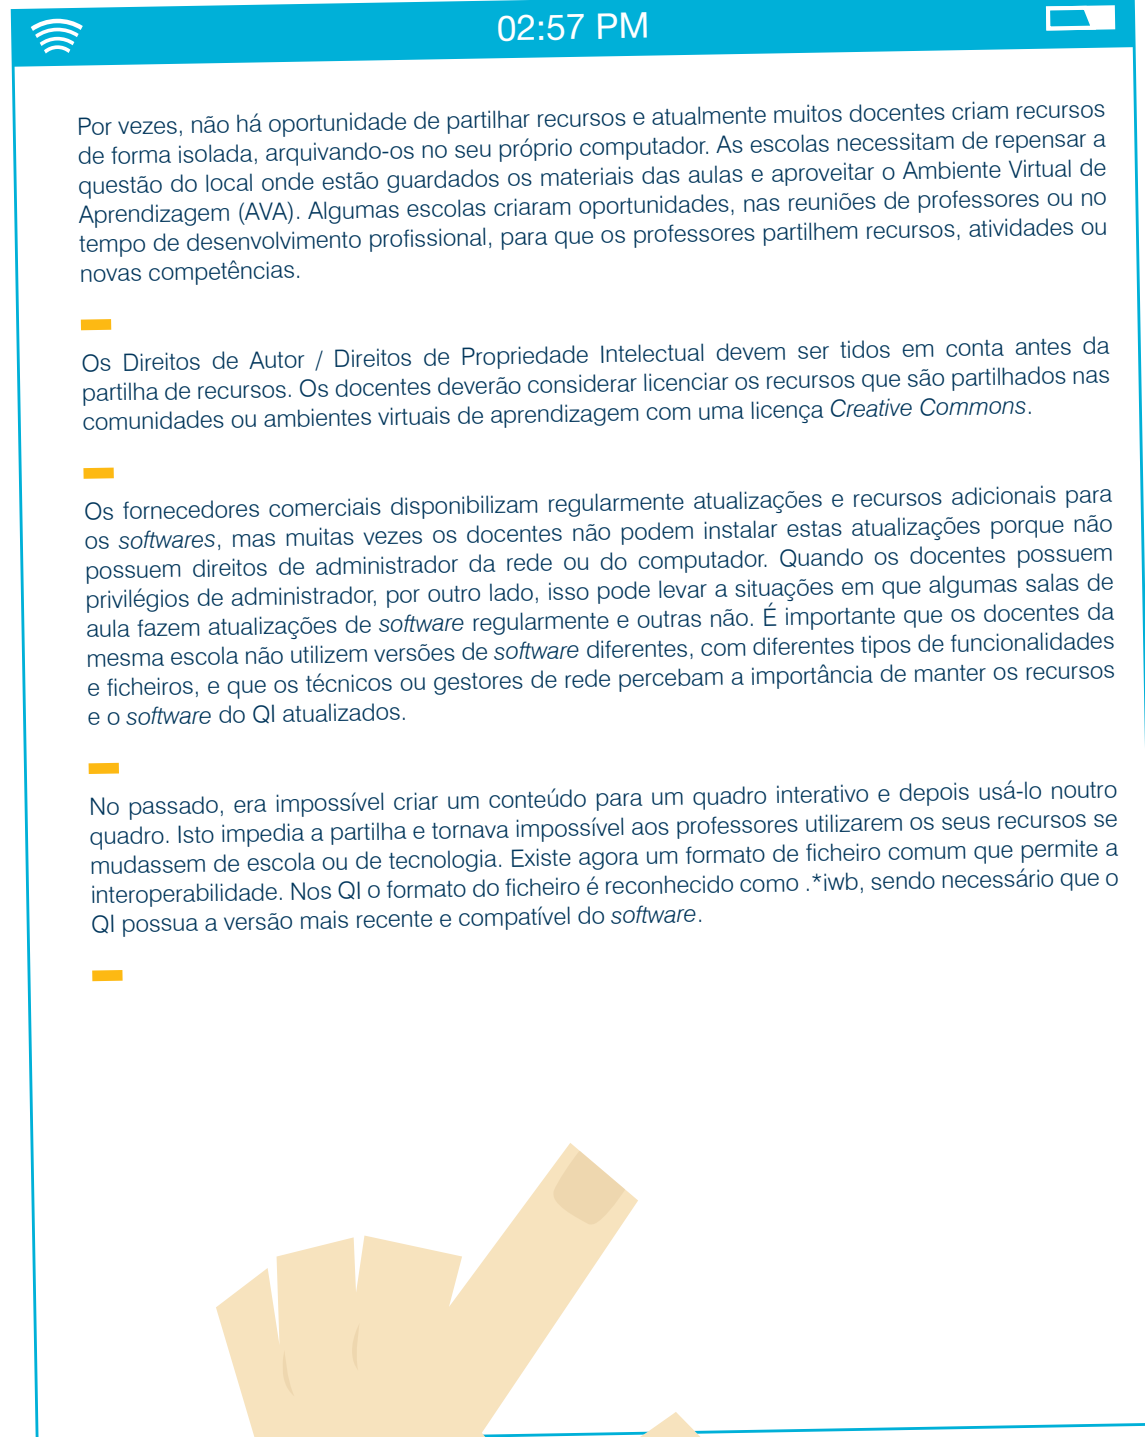 02:57 PM
Por vezes, não há oportunidade de partilhar recursos e atualmente muitos docentes criam recursos
de forma isolada, arquivando-os no seu próprio computador. As escolas necessitam de repensar a
questão do local onde estão guardados os materiais das aulas e aproveitar o Ambiente Virtual de
Aprendizagem (AVA). Algumas escolas criaram oportunidades, nas reuniões de professores ou no
tempo de desenvolvimento profissional, para que os professores partilhem recursos, atividades ou
novas competências.
Os Direitos de Autor / Direitos de Propriedade Intelectual devem ser tidos em conta antes da
partilha de recursos. Os docentes deverão considerar licenciar os recursos que são partilhados nas
comunidades ou ambientes virtuais de aprendizagem com uma licença Creative Commons.
Os fornecedores comerciais disponibilizam regularmente atualizações e recursos adicionais para
os softwares, mas muitas vezes os docentes não podem instalar estas atualizações porque não
possuem direitos de administrador da rede ou do computador. Quando os docentes possuem
privilégios de administrador, por outro lado, isso pode levar a situações em que algumas salas de
aula fazem atualizações de software regularmente e outras não. É importante que os docentes da
mesma escola não utilizem versões de software diferentes, com diferentes tipos de funcionalidades
e ficheiros, e que os técnicos ou gestores de rede percebam a importância de manter os recursos
e o software do QI atualizados.
No passado, era impossível criar um conteúdo para um quadro interativo e depois usá-lo noutro
quadro. Isto impedia a partilha e tornava impossível aos professores utilizarem os seus recursos se
mudassem de escola ou de tecnologia. Existe agora um formato de ficheiro comum que permite a
interoperabilidade. Nos QI o formato do ficheiro é reconhecido como .*iwb, sendo necessário que o
QI possua a versão mais recente e compatível do software.